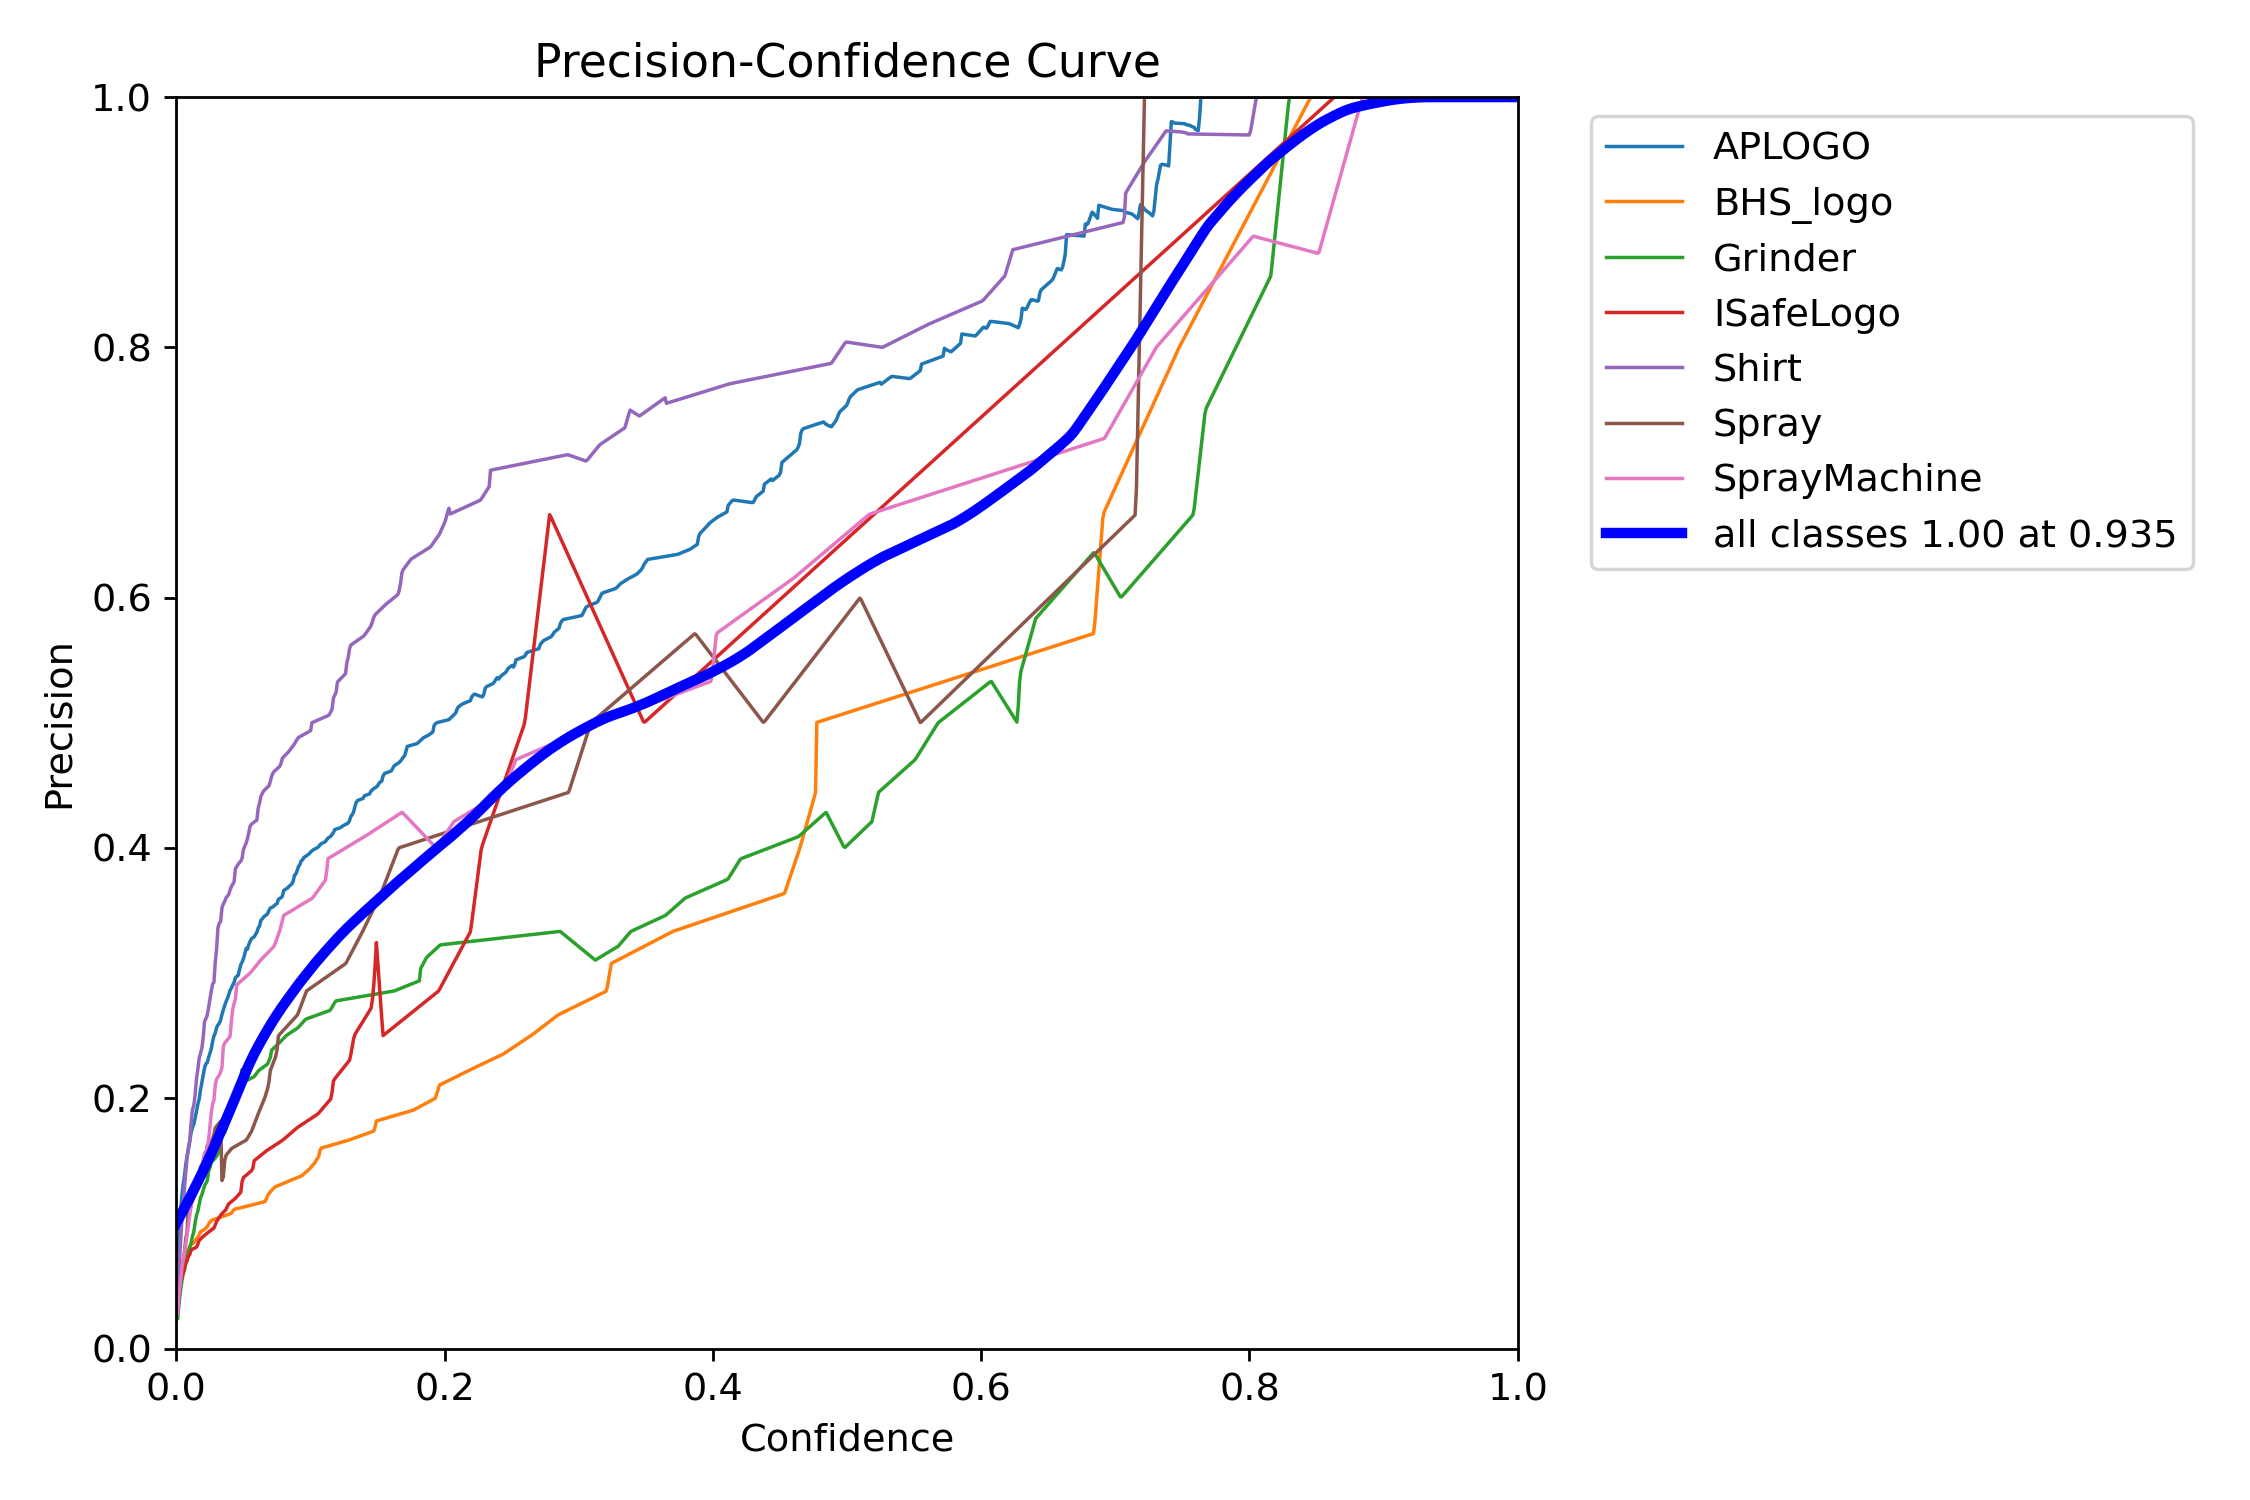 Precision-Confidence Curve
1.0
0.8
0.6
0.4
0.2
0.0
Precision
0.0 0.2 0.4 0.6 0.8 1.0
Confidence
APLOGO
BHS_logo
Grinder
ISafeLogo
Shirt
Spray
SprayMachine
all classes 1.00 at 0.935